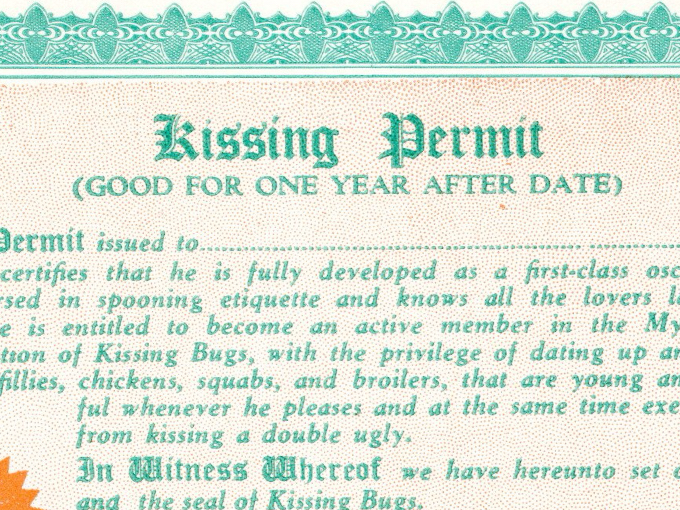 Kissing Permit
(GOOD FOR ONE YEAR AFTER DATE)
Permit issued to
certifies that he is fully developed as a first-class
in spooning etiquette and knows all the lovers
is entitled to become an active member in the
of Kissing Bugs, with the privilege of dating up
fillies, chickens, squabs, and broilers, that are young
ful whenever he pleases and at the same time
from kissing a double ugly.
In Witness Whereof we have hereunto set
and the seal of Kissing Bugs.